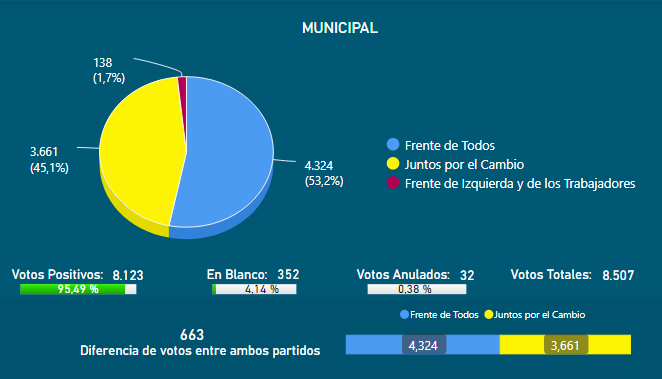 MUNICIPAL
138
(1,7%)
3.661
(45,1%)
4.324
(53,2%)
Frente de Todos
Juntos por el Cambio
Frente de Izquierda y de los Trabajadores
Votos Positivos: 8.123
95,49 %
En Blanco: 352
4,14 %
Votos Anulados: 32
0,38 %
Votos Totales: 8.507
663
Diferencia de votos entre ambos partidos
Frente de Todos Juntos por el Cambio
4,324 3,661